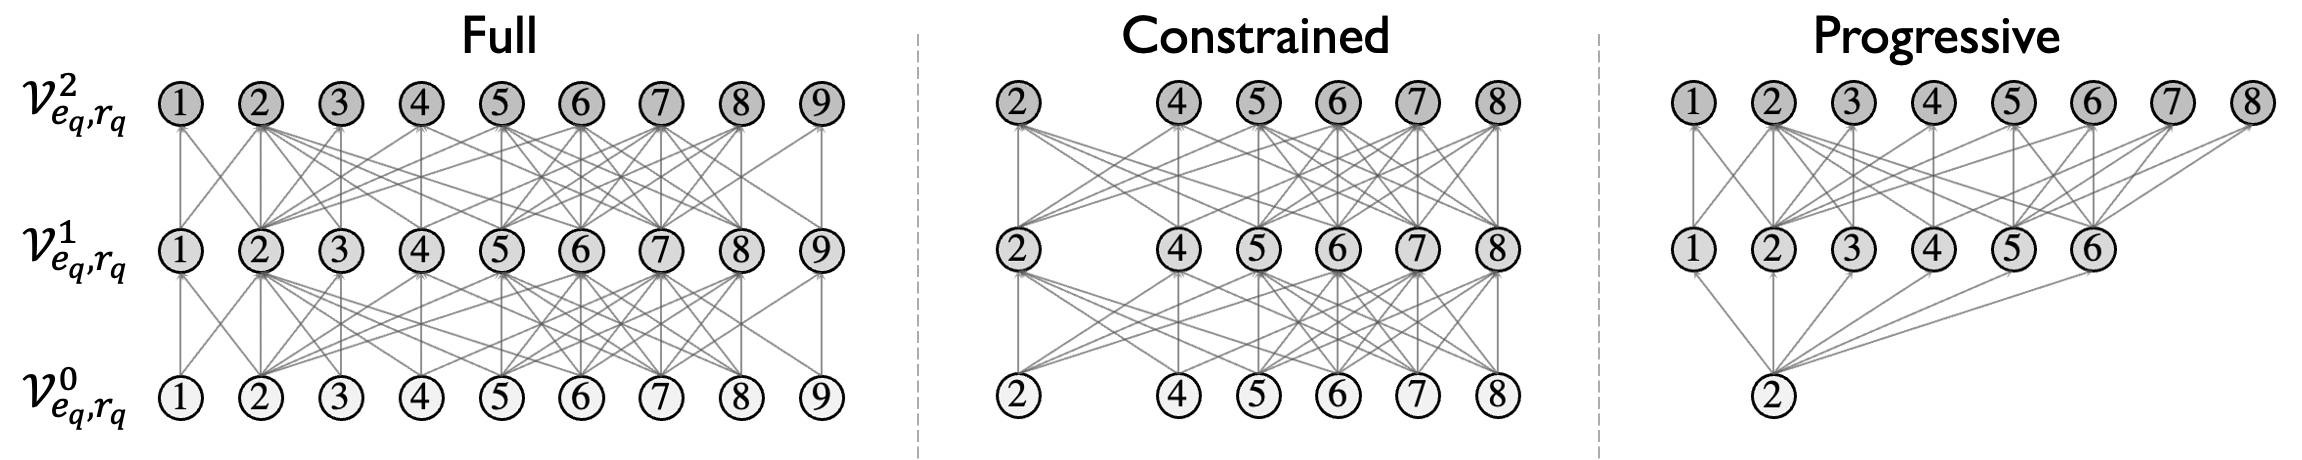 Full Constrained Progressive
𝒱²_{e_q,r_q} 1 2 3 4 5 6 7 8 9 2 4 5 6 7 8 1 2 3 4 5 6 7 8
𝒱¹_{e_q,r_q} 1 2 3 4 5 6 7 8 9 2 4 5 6 7 8 1 2 3 4 5 6
𝒱⁰_{e_q,r_q} 1 2 3 4 5 6 7 8 9 2 4 5 6 7 8 2